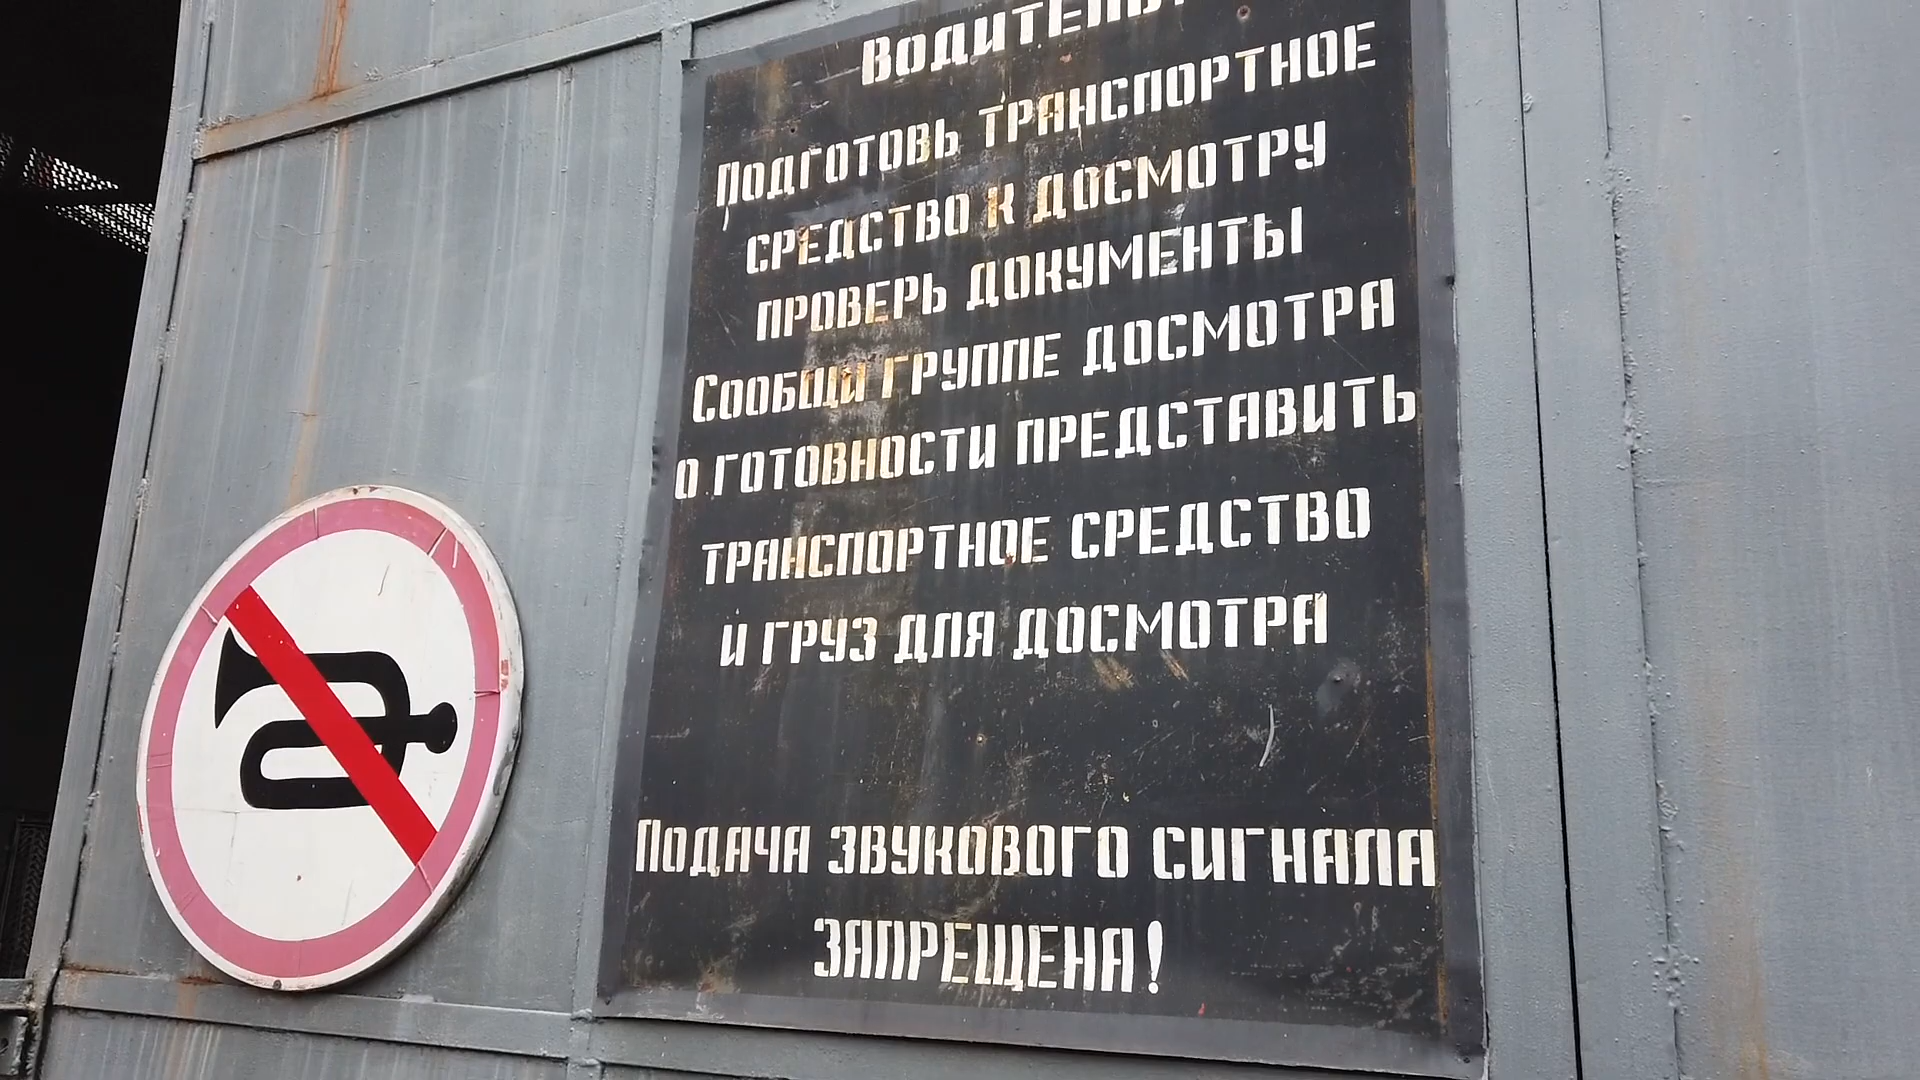 Водитель
Подготовь транспортное
средство к досмотру
проверь документы
Сообщи группе досмотра
о готовности представить
транспортное средство
и груз для досмотра
Подача звукового сигнала
запрещена!